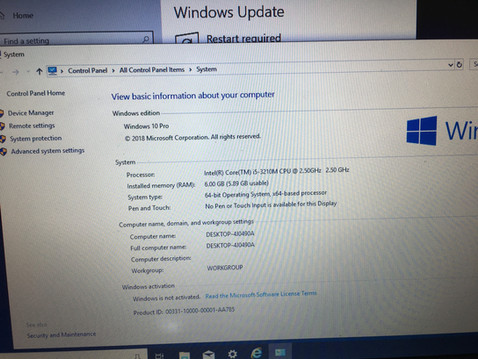 Home
Windows Update
Find a setting
Restart required
System
Control Panel > All Control Panel Items > System
Control Panel Home
View basic information about your computer
Device Manager
Remote settings
System protection
Advanced system settings
Windows edition
Windows 10 Pro
© 2018 Microsoft Corporation. All rights reserved.
System
Processor: Intel(R) Core(TM) i5-3210M CPU @ 2.50GHz 2.50 GHz
Installed memory (RAM): 6.00 GB (5.89 GB usable)
System type: 64-bit Operating System, x64-based processor
Pen and Touch: No Pen or Touch Input is available for this Display
Computer name, domain, and workgroup settings
Computer name: DESKTOP-4J0490A
Full computer name: DESKTOP-4J0490A
Computer description:
Workgroup: WORKGROUP
Windows activation
Windows is not activated. Read the Microsoft Software License Terms
Product ID: 00331-10000-00001-AA785
See also
Security and Maintenance
Win